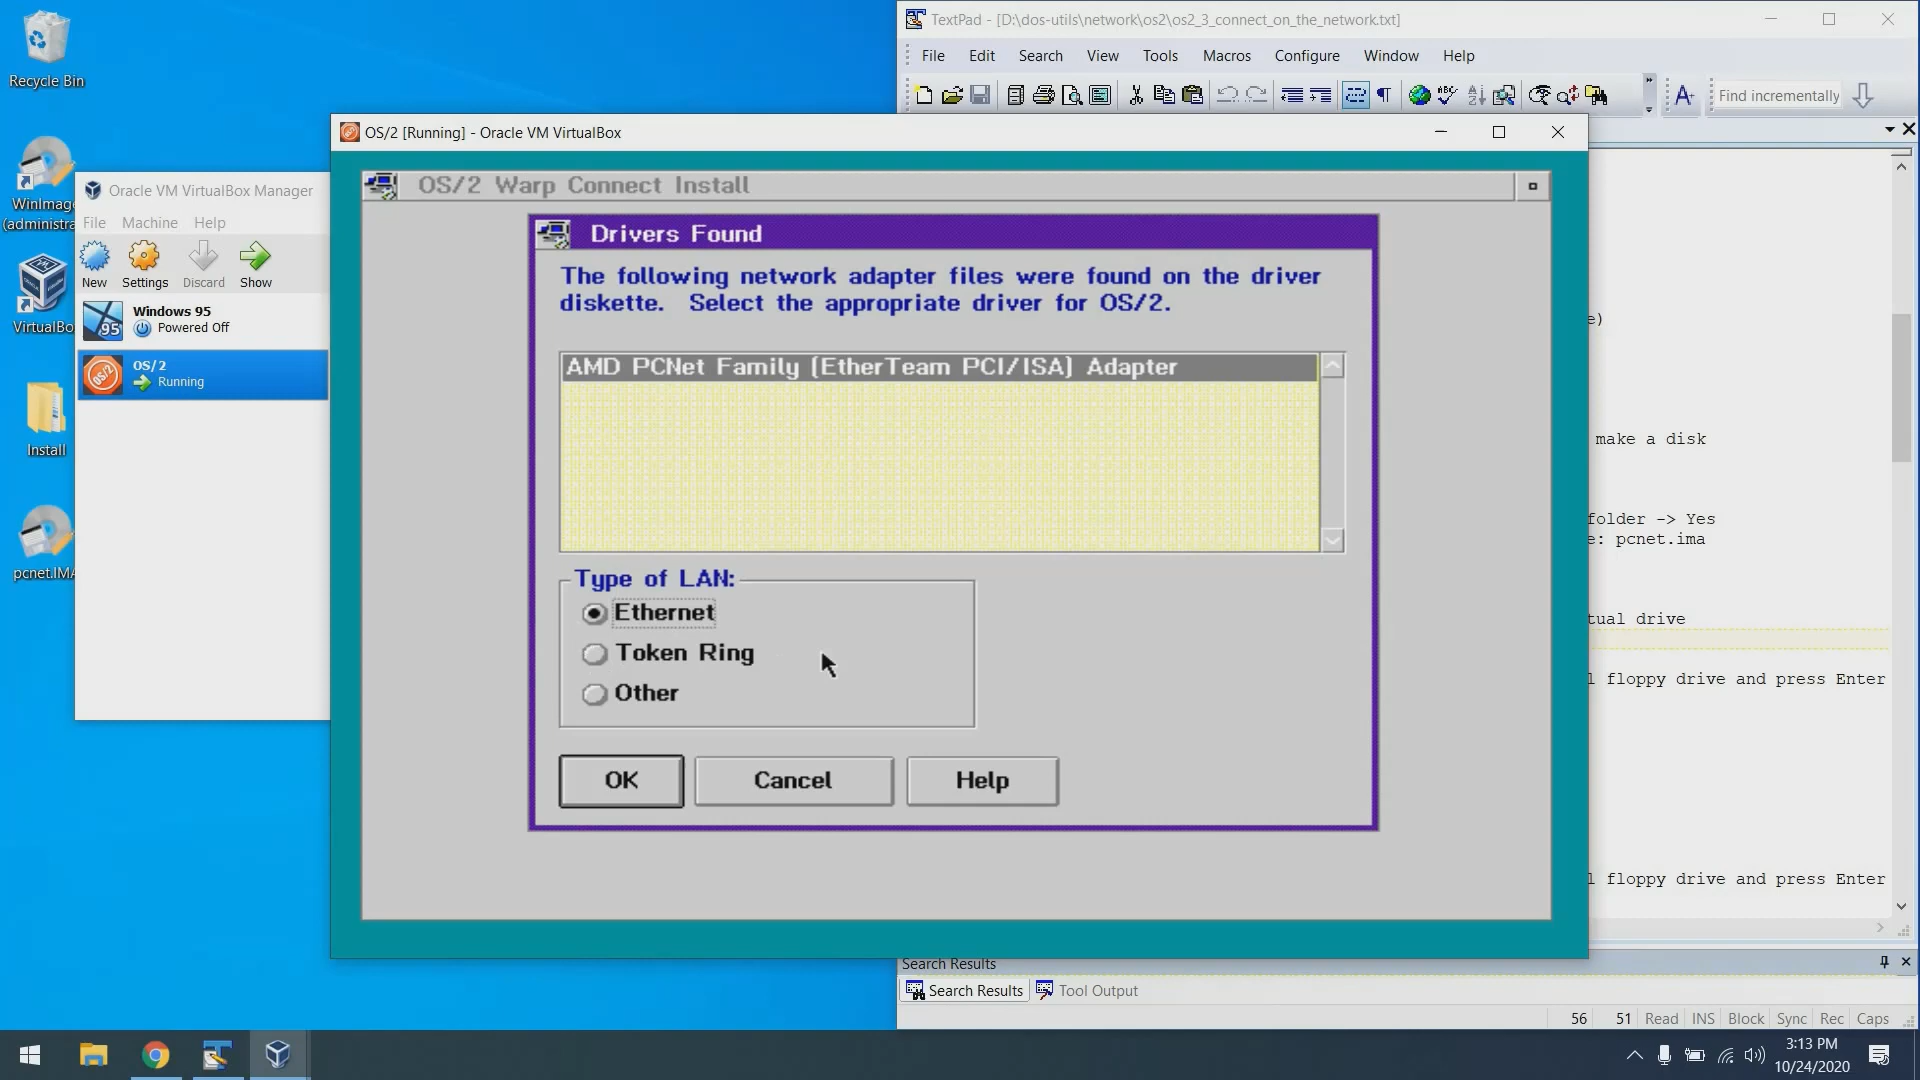 Recycle Bin
WinImage
(administra
VirtualBo
Install
pcnet.IMA
Oracle VM VirtualBox Manager
File Machine Help
New Settings Discard Show
Windows 95
Powered Off
OS/2
Running
TextPad - [D:\dos-utils\network\os2\os2_3_connect_on_the_network.txt]
File Edit Search View Tools Macros Configure Window Help
Find incrementally
OS/2 [Running] - Oracle VM VirtualBox
OS/2 Warp Connect Install
Drivers Found
The following network adapter files were found on the driver
diskette. Select the appropriate driver for OS/2.
AMD PCNet Family [EtherTeam PCI/ISA] Adapter
Type of LAN:
Ethernet
Token Ring
Other
OK Cancel Help
e)
make a disk
folder -> Yes
e: pcnet.ima
tual drive
l floppy drive and press Enter
l floppy drive and press Enter
Search Results
Search Results Tool Output
56 51 Read INS Block Sync Rec Caps
3:13 PM
10/24/2020